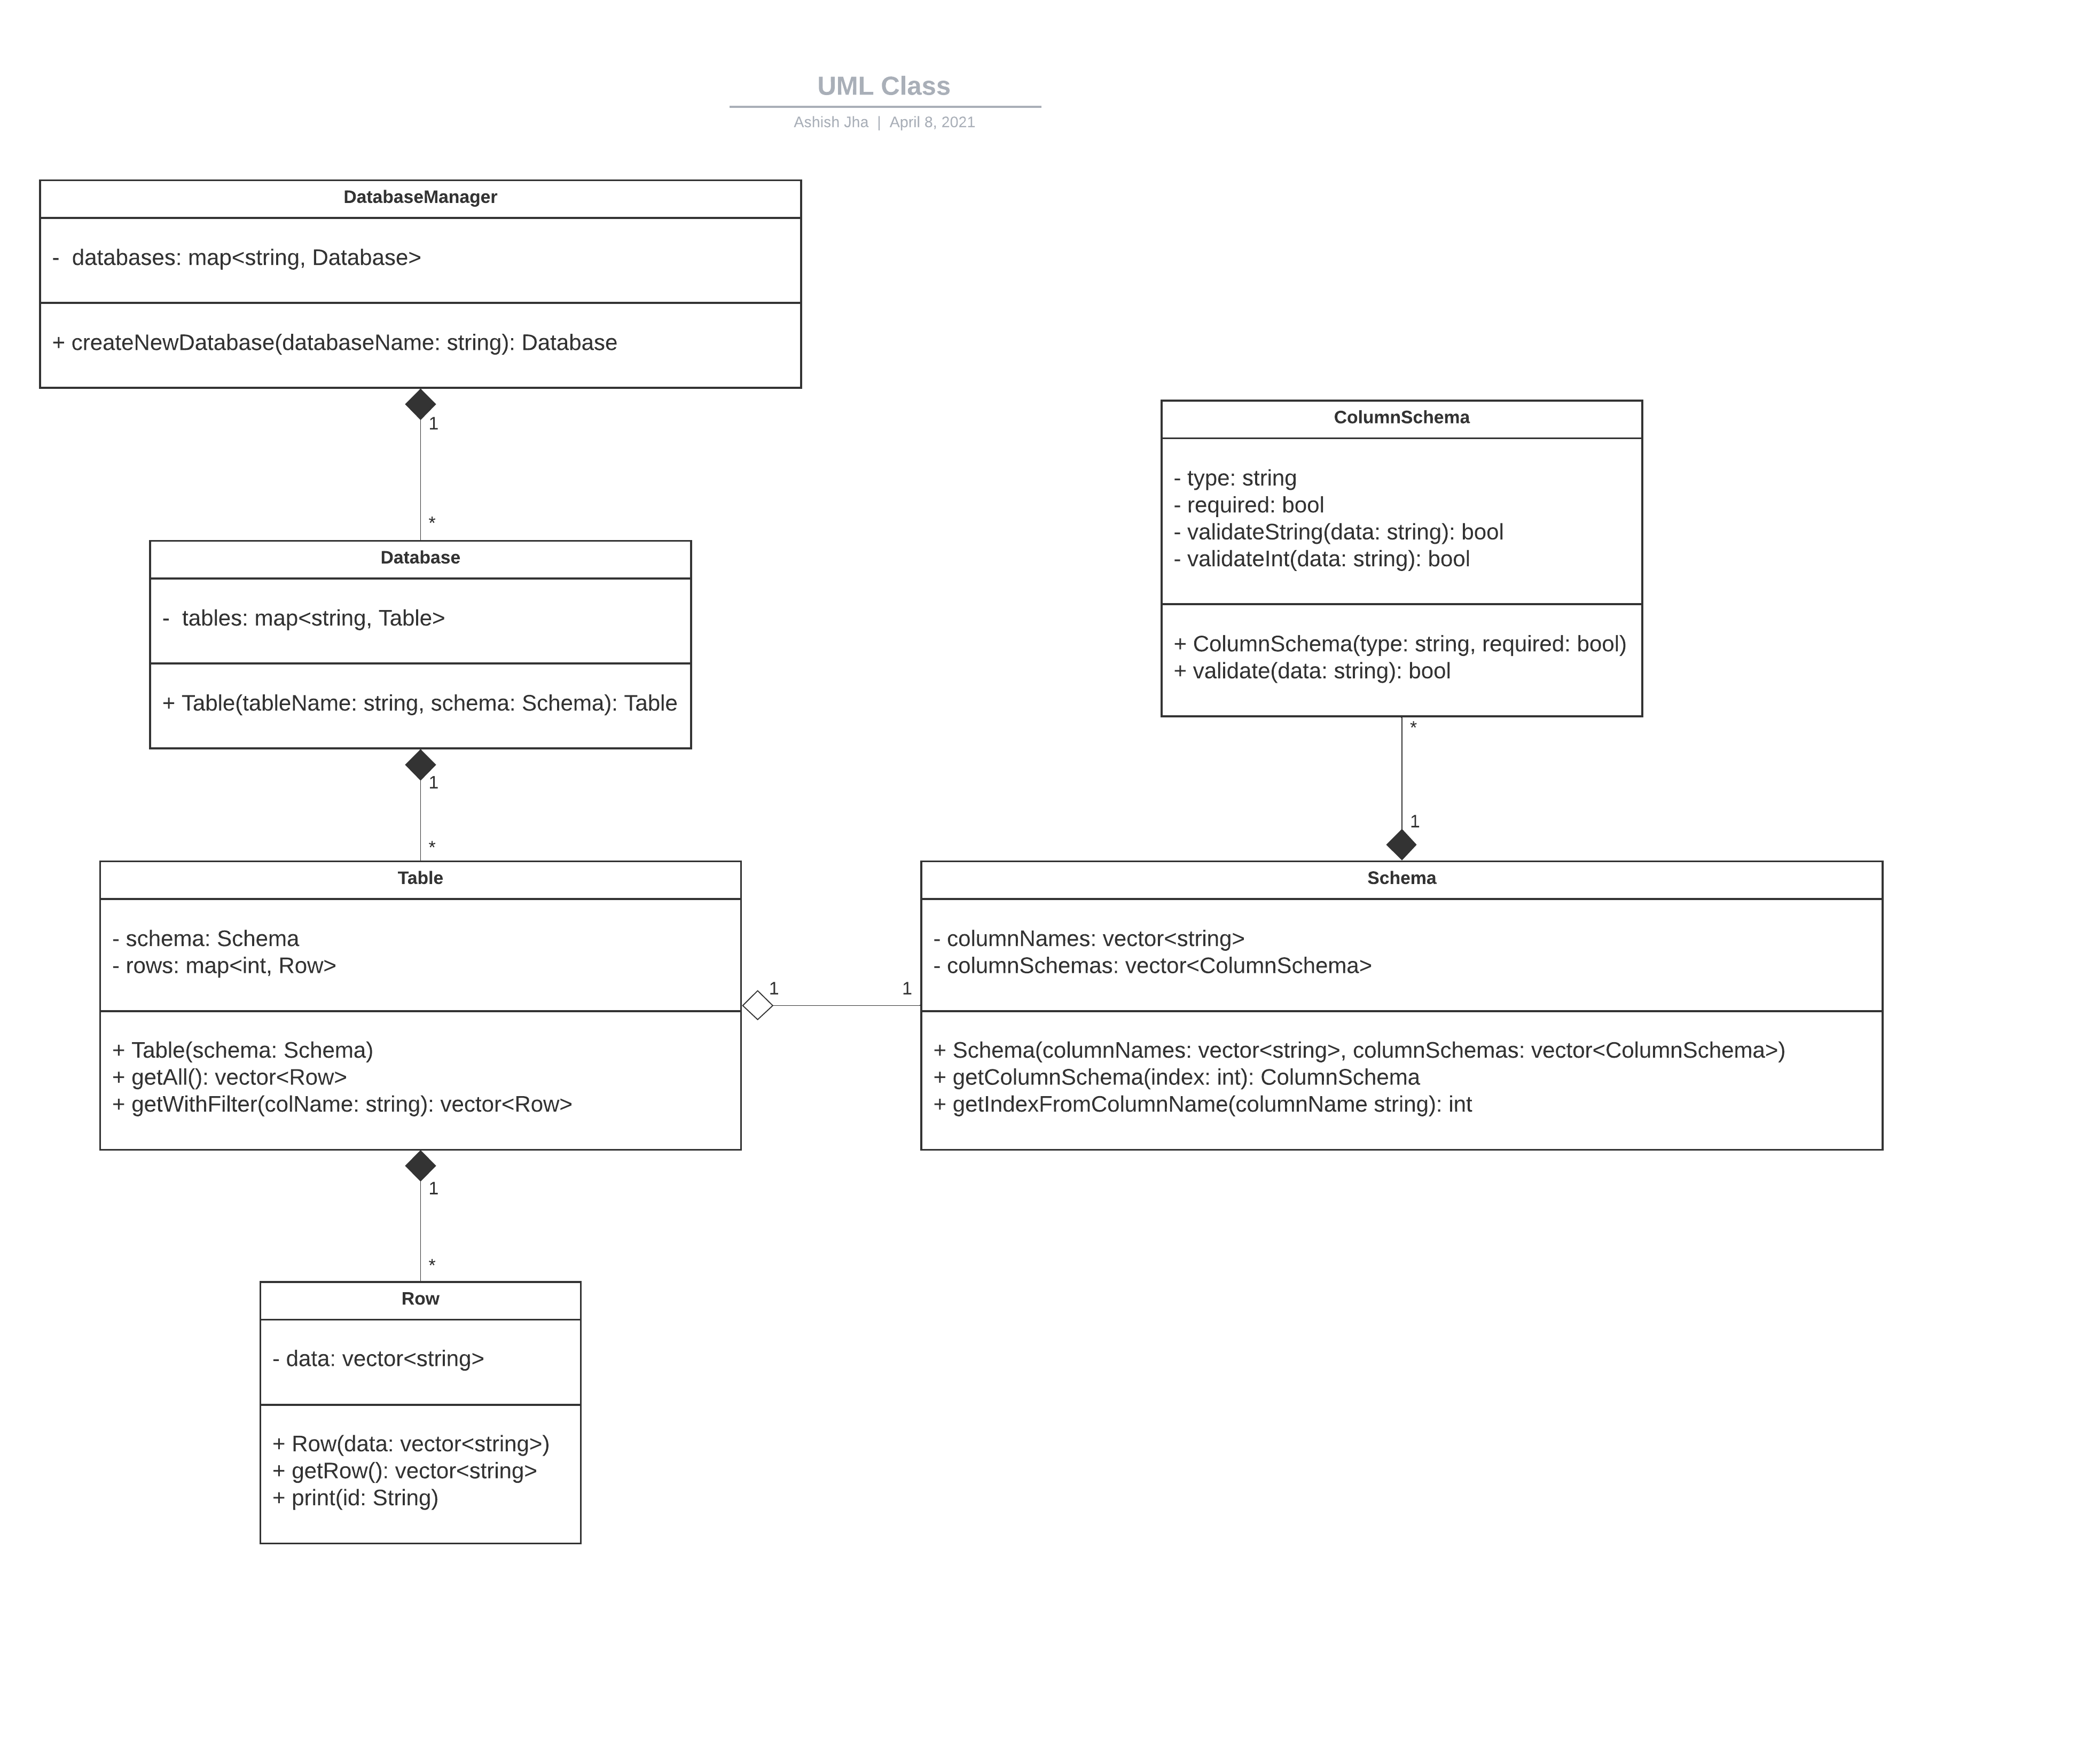 UML Class
Ashish Jha | April 8, 2021
DatabaseManager
- databases: map<string, Database>
+ createNewDatabase(databaseName: string): Database
1
*
Database
- tables: map<string, Table>
+ Table(tableName: string, schema: Schema): Table
1
*
Table
- schema: Schema
- rows: map<int, Row>
+ Table(schema: Schema)
+ getAll(): vector<Row>
+ getWithFilter(colName: string): vector<Row>
1
*
Row
- data: vector<string>
+ Row(data: vector<string>)
+ getRow(): vector<string>
+ print(id: String)
1
1
ColumnSchema
- type: string
- required: bool
- validateString(data: string): bool
- validateInt(data: string): bool
+ ColumnSchema(type: string, required: bool)
+ validate(data: string): bool
*
1
Schema
- columnNames: vector<string>
- columnSchemas: vector<ColumnSchema>
+ Schema(columnNames: vector<string>, columnSchemas: vector<ColumnSchema>)
+ getColumnSchema(index: int): ColumnSchema
+ getIndexFromColumnName(columnName string): int